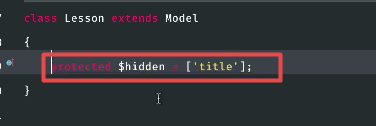 class Lesson extends Model
{
protected $hidden = ['title'];
}